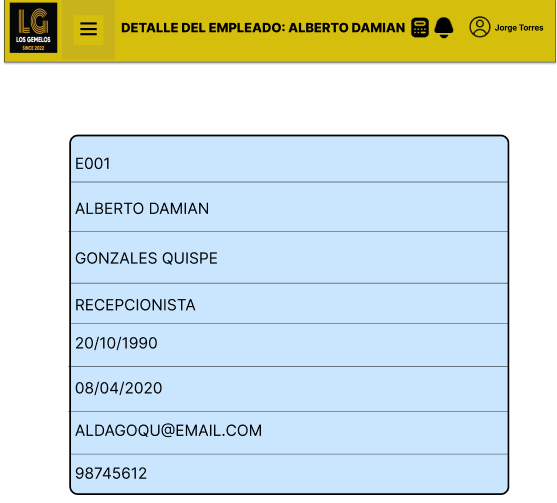 LG
LOS GEMELOS
SINCE 2022
DETALLE DEL EMPLEADO: ALBERTO DAMIAN
Jorge Torres
E001
ALBERTO DAMIAN
GONZALES QUISPE
RECEPCIONISTA
20/10/1990
08/04/2020
ALDAGOQU@EMAIL.COM
98745612